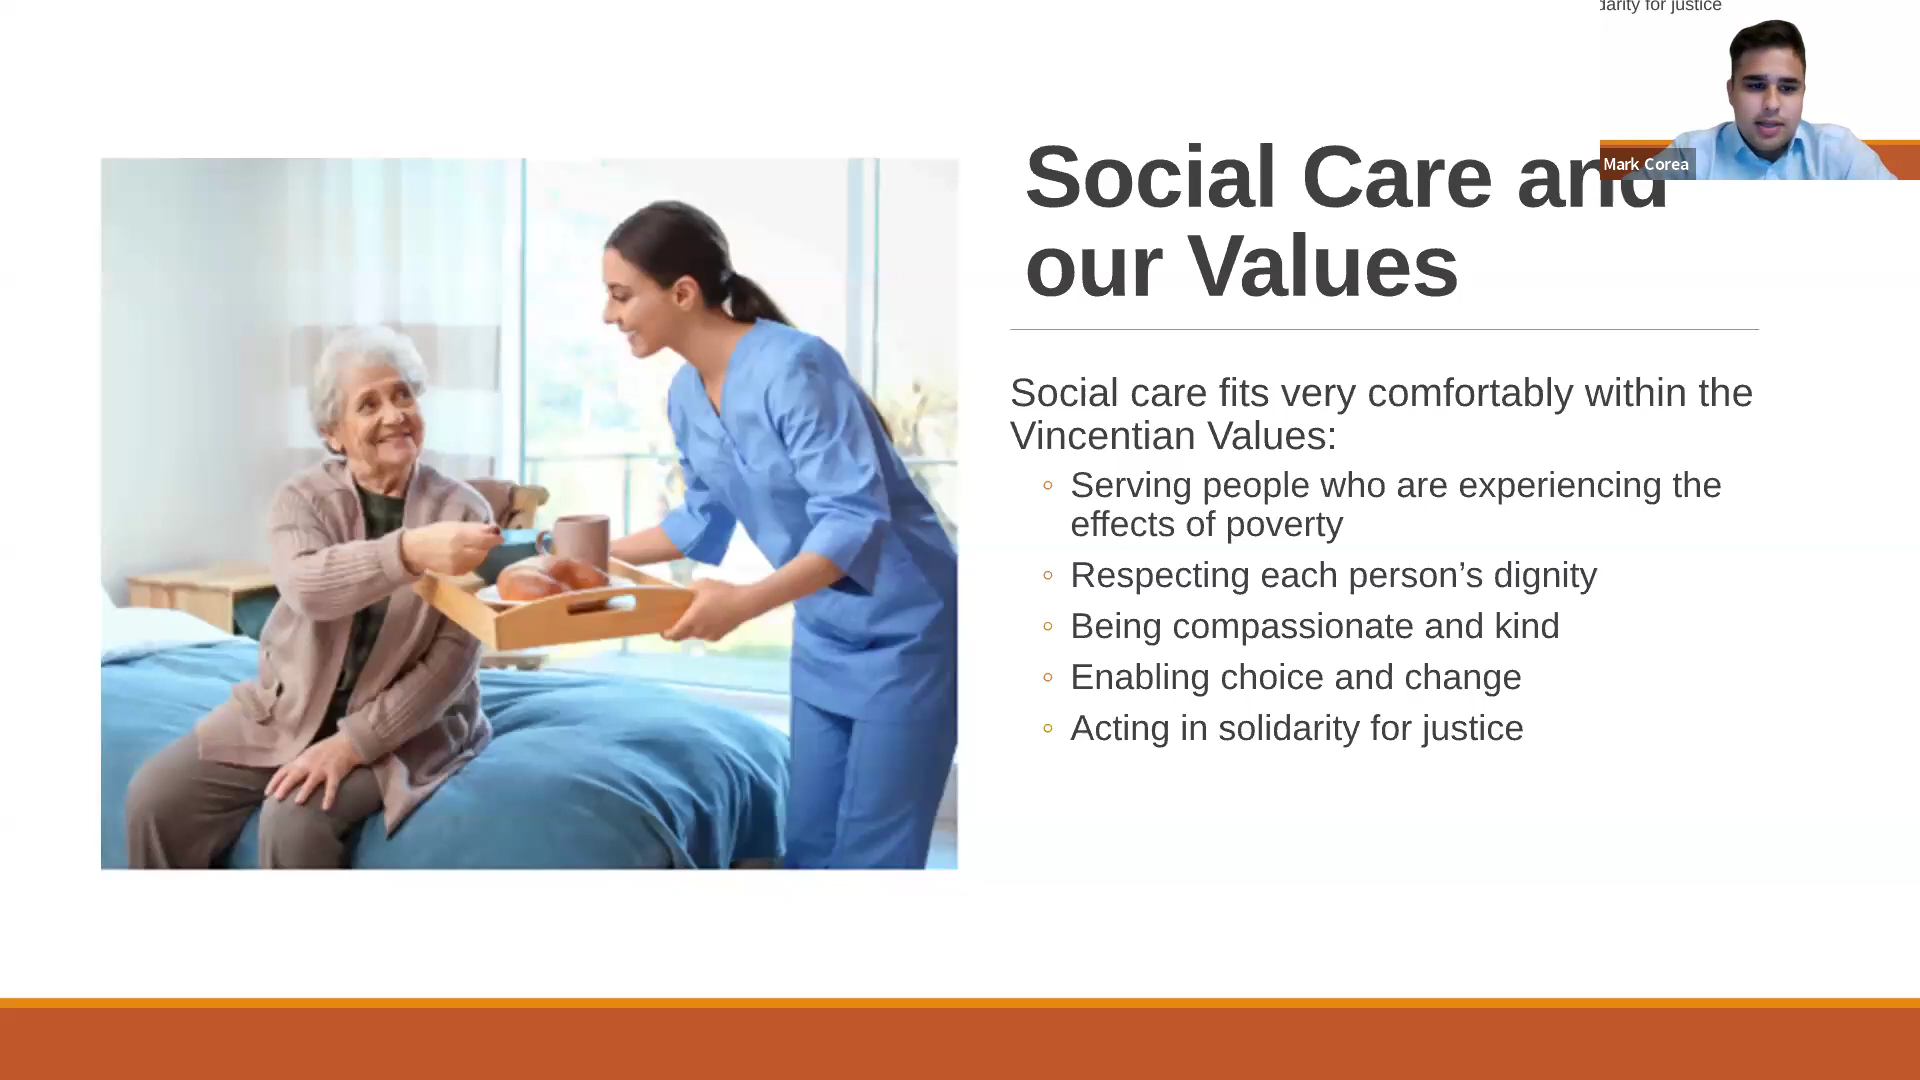 darity for justice
Mark Corea
Social Care and
our Values
Social care fits very comfortably within the
Vincentian Values:
◦ Serving people who are experiencing the
effects of poverty
◦ Respecting each person’s dignity
◦ Being compassionate and kind
◦ Enabling choice and change
◦ Acting in solidarity for justice